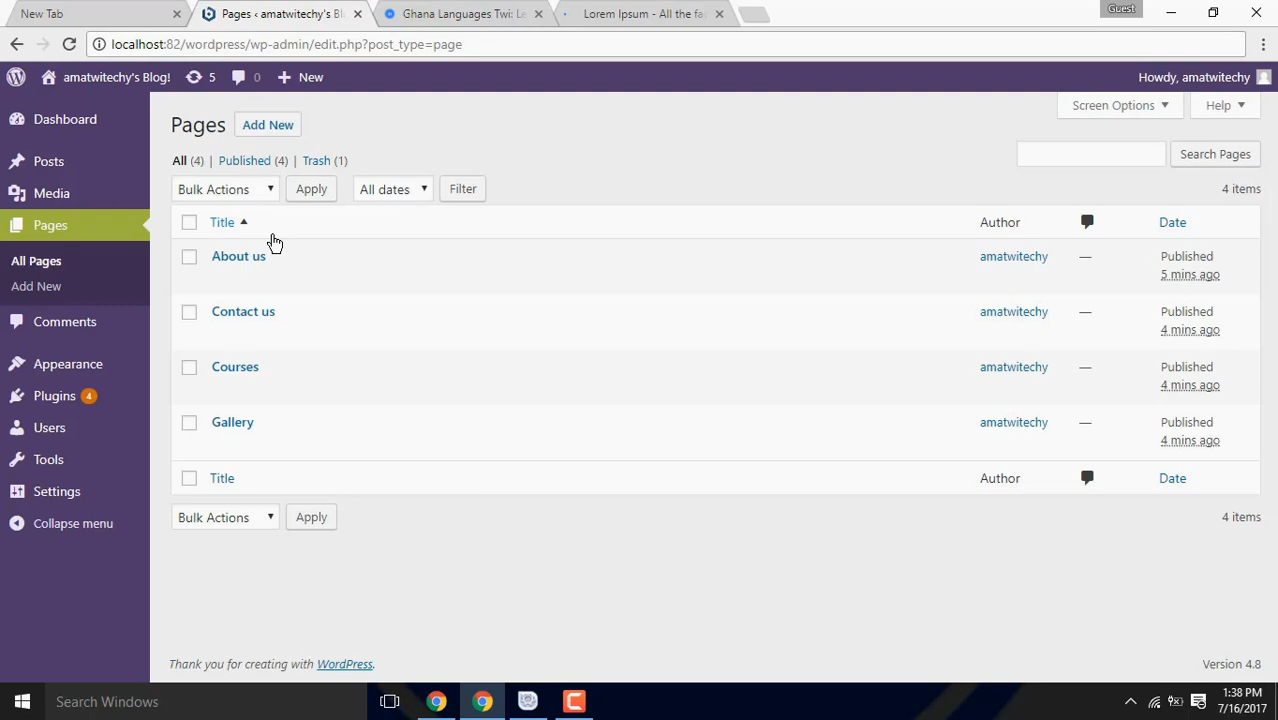 New Tab
Pages ‹ amatwitechy's Bl
Ghana Languages Twi: Le
Lorem Ipsum - All the fa
Guest
localhost:82/wordpress/wp-admin/edit.php?post_type=page
amatwitechy's Blog! 5 0 New
Howdy, amatwitechy
Screen Options
Help
Dashboard
Posts
Media
Pages
All Pages
Add New
Comments
Appearance
Plugins 4
Users
Tools
Settings
Collapse menu
Pages Add New
All (4) | Published (4) | Trash (1)
Search Pages
Bulk Actions Apply All dates Filter 4 items
Title Author Date
About us amatwitechy — Published
5 mins ago
Contact us amatwitechy — Published
4 mins ago
Courses amatwitechy — Published
4 mins ago
Gallery amatwitechy — Published
4 mins ago
Title Author Date
Bulk Actions Apply 4 items
Thank you for creating with WordPress.
Version 4.8
Search Windows
1:38 PM
7/16/2017